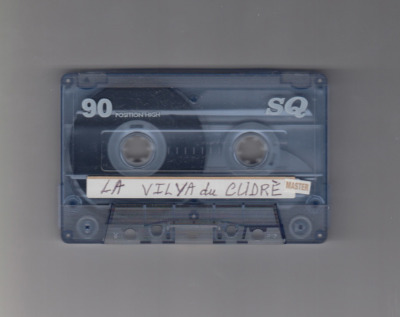 90 POSITION HIGH SQ
LA VILYA du CUDRÈ MASTER